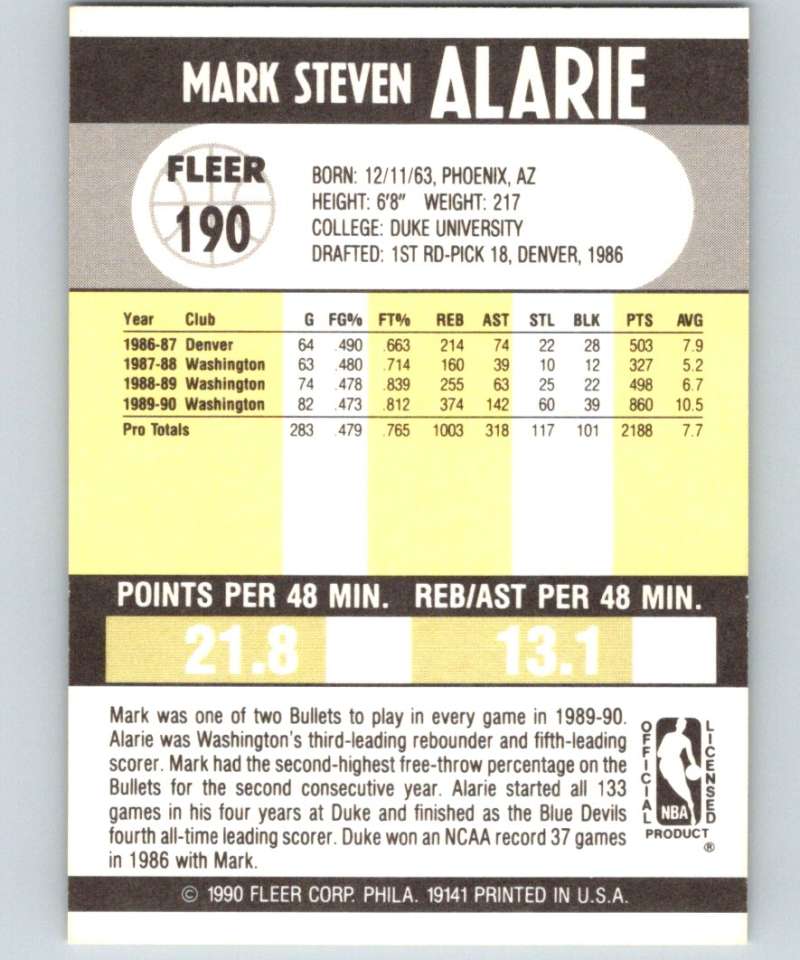 MARK STEVEN ALARIE
FLEER
190
BORN: 12/11/63, PHOENIX, AZ
HEIGHT: 6'8" WEIGHT: 217
COLLEGE: DUKE UNIVERSITY
DRAFTED: 1ST RD-PICK 18, DENVER, 1986
Year Club G FG% FT% REB AST STL BLK PTS AVG
1986-87 Denver 64 .490 .663 214 74 22 28 503 7.9
1987-88 Washington 63 .480 .714 160 39 10 12 327 5.2
1988-89 Washington 74 .478 .839 255 63 25 22 498 6.7
1989-90 Washington 82 .473 .812 374 142 60 39 860 10.5
Pro Totals 283 .479 .765 1003 318 117 101 2188 7.7
POINTS PER 48 MIN. REB/AST PER 48 MIN.
21.8 13.1
Mark was one of two Bullets to play in every game in 1989-90.
Alarie was Washington's third-leading rebounder and fifth-leading
scorer. Mark had the second-highest free-throw percentage on the
Bullets for the second consecutive year. Alarie started all 133
games in his four years at Duke and finished as the Blue Devils
fourth all-time leading scorer. Duke won an NCAA record 37 games
in 1986 with Mark.
OFFICIAL
NBA
LICENSED
PRODUCT
®
© 1990 FLEER CORP. PHILA. 19141 PRINTED IN U.S.A.